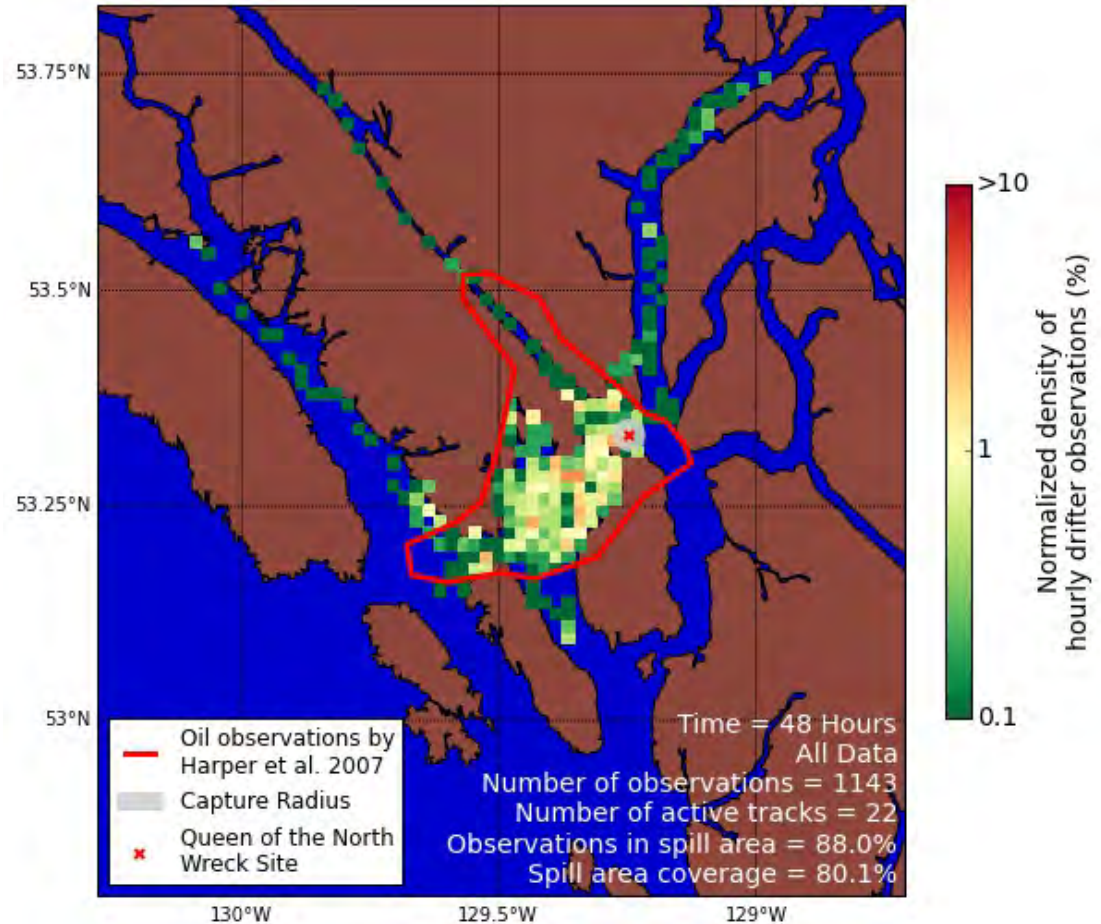 53.75°N
53.5°N
53.25°N
53°N
130°W
129.5°W
129°W
>10
1
0.1
Normalized density of
hourly drifter observations (%)
Oil observations by
Harper et al. 2007
Capture Radius
Queen of the North
Wreck Site
Time = 48 Hours
All Data
Number of observations = 1143
Number of active tracks = 22
Observations in spill area = 88.0%
Spill area coverage = 80.1%